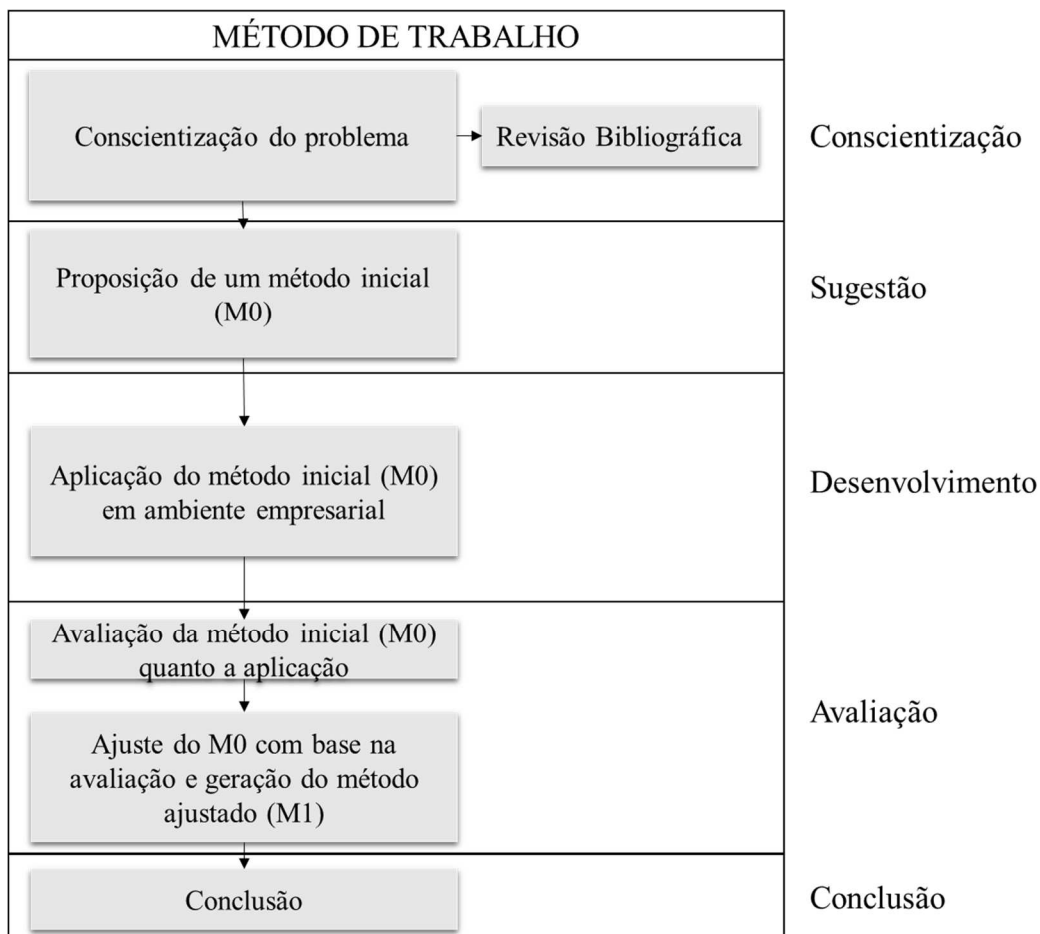 MÉTODO DE TRABALHO
Conscientização do problema
Revisão Bibliográfica
Conscientização
Proposição de um método inicial
(M0)
Sugestão
Aplicação do método inicial (M0)
em ambiente empresarial
Desenvolvimento
Avaliação da método inicial (M0)
quanto a aplicação
Ajuste do M0 com base na
avaliação e geração do método
ajustado (M1)
Avaliação
Conclusão
Conclusão